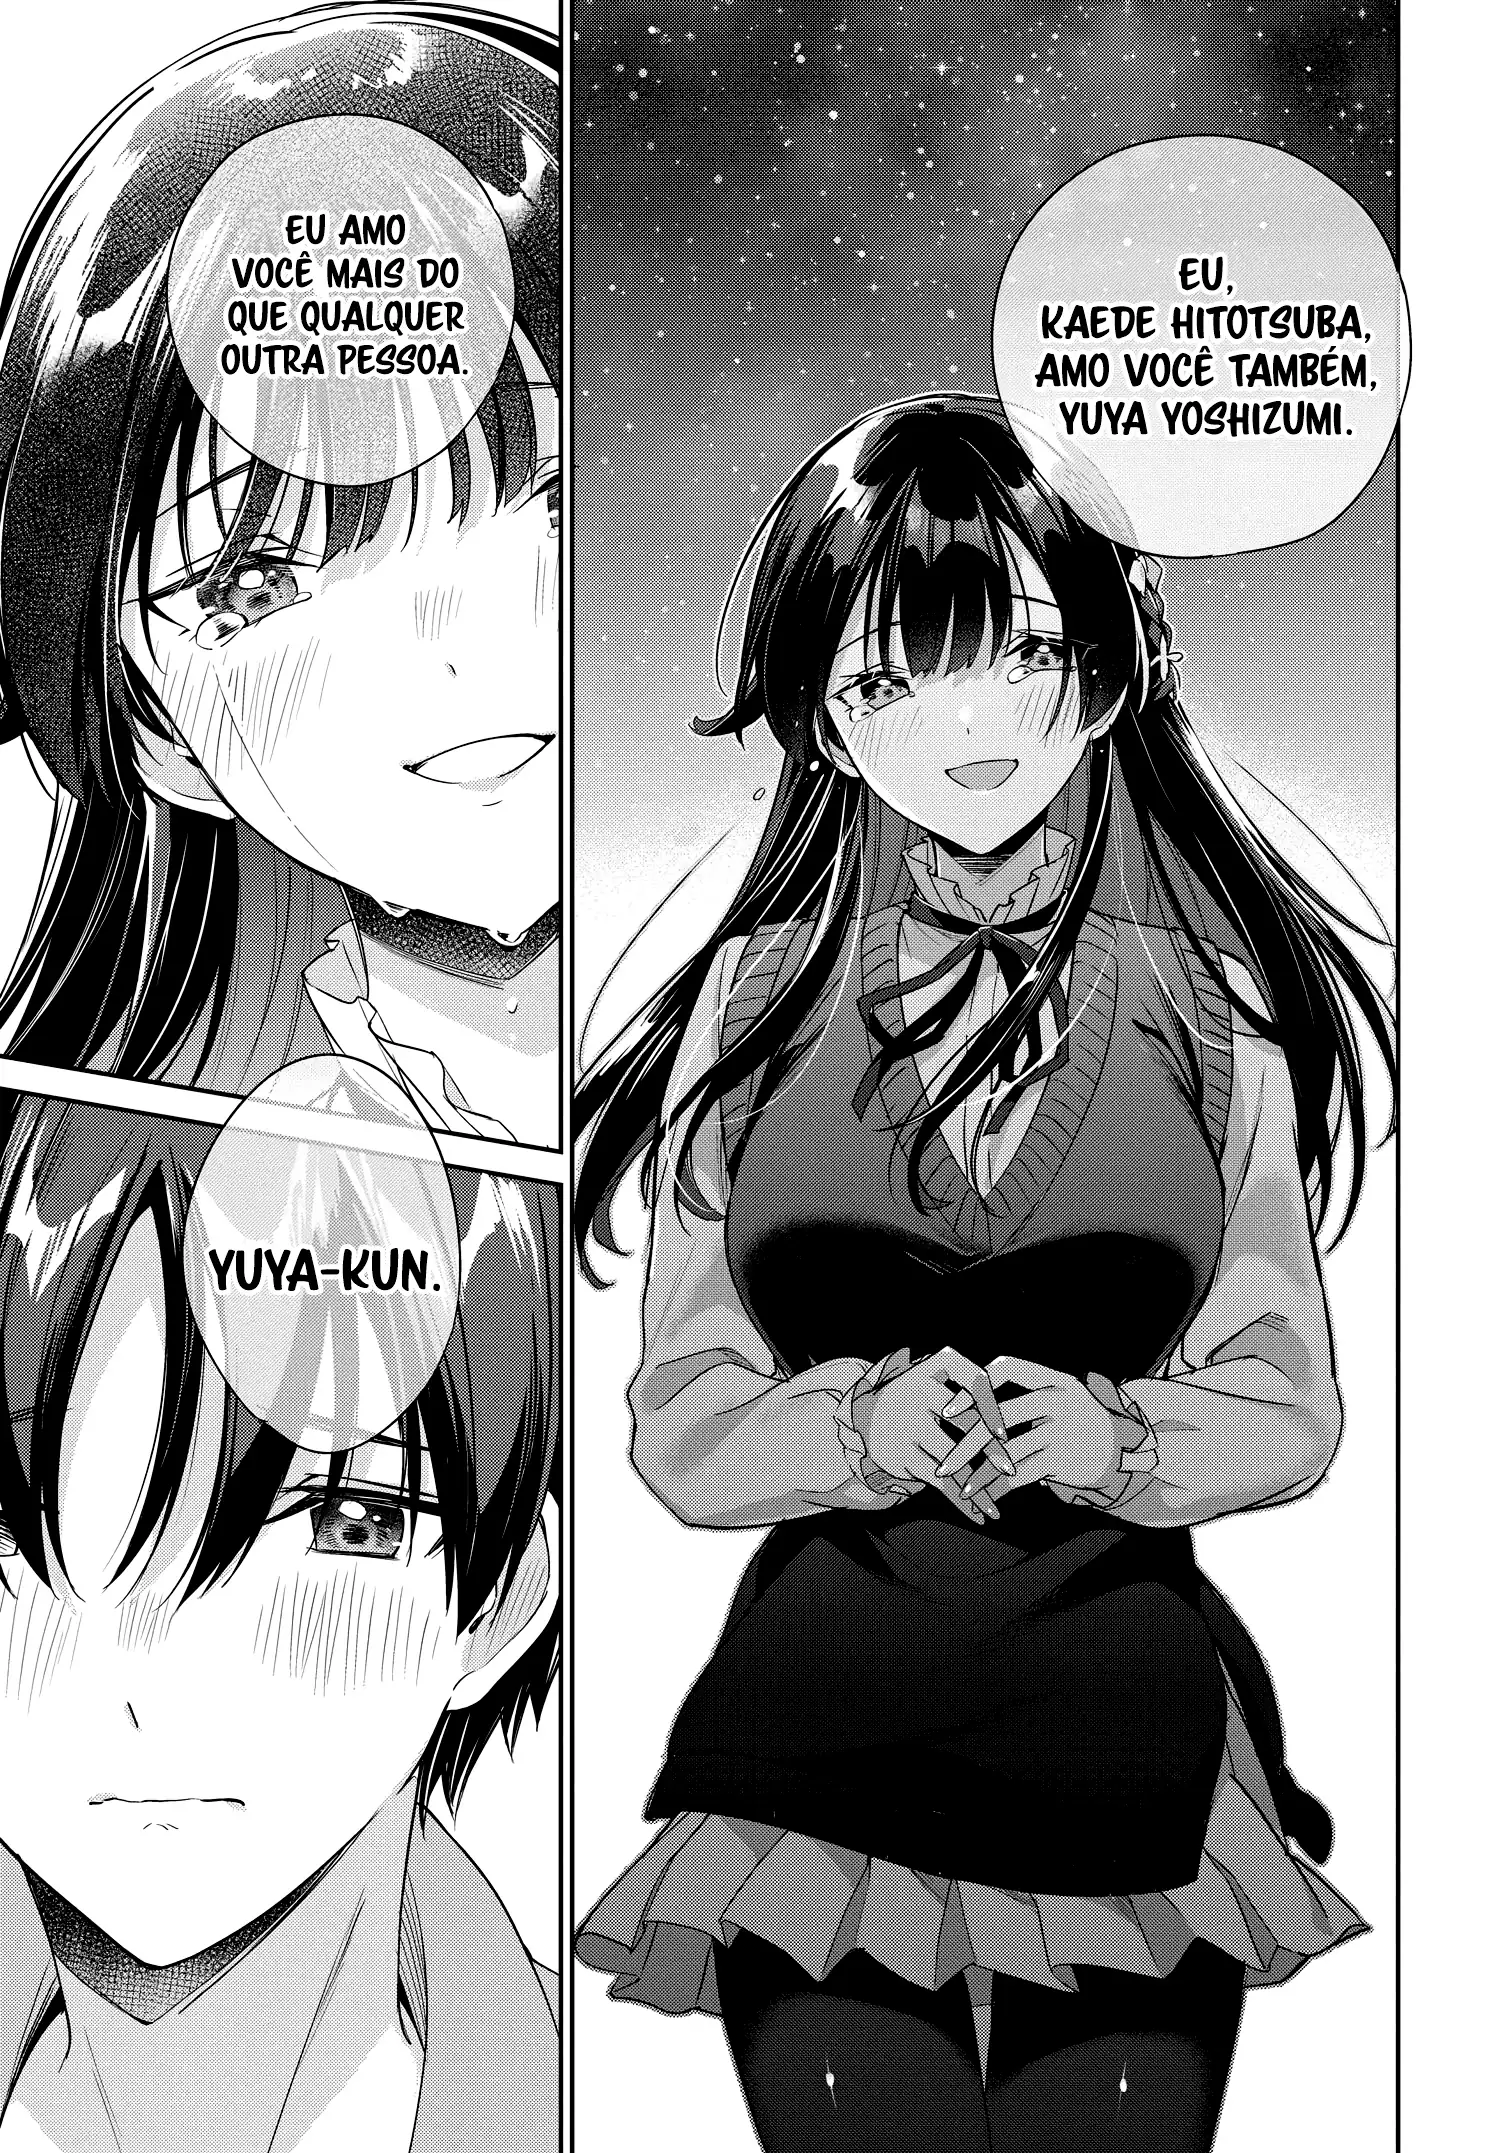 EU,
KAEDE HITOTSUBA,
AMO VOCÊ TAMBÉM,
YUYA YOSHIZUMI.
EU AMO
VOCÊ MAIS DO
QUE QUALQUER
OUTRA PESSOA.
YUYA-KUN.